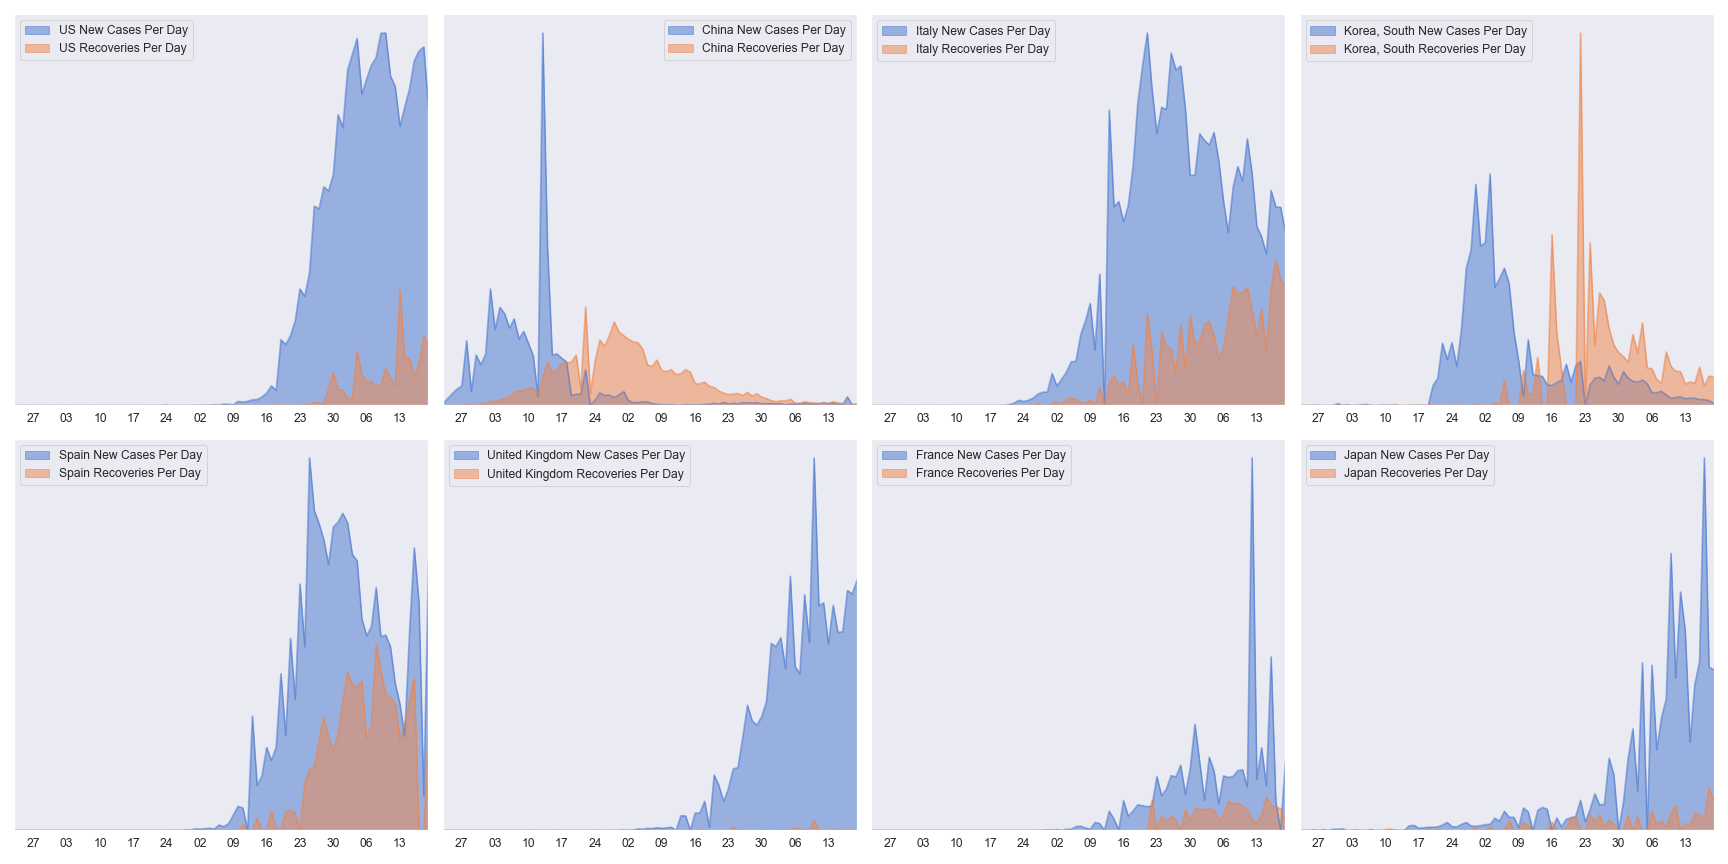 US New Cases Per Day
US Recoveries Per Day
China New Cases Per Day
China Recoveries Per Day
Italy New Cases Per Day
Italy Recoveries Per Day
Korea, South New Cases Per Day
Korea, South Recoveries Per Day
27 03 10 17 24 02 09 16 23 30 06 13
27 03 10 17 24 02 09 16 23 30 06 13
27 03 10 17 24 02 09 16 23 30 06 13
27 03 10 17 24 02 09 16 23 30 06 13
Spain New Cases Per Day
Spain Recoveries Per Day
United Kingdom New Cases Per Day
United Kingdom Recoveries Per Day
France New Cases Per Day
France Recoveries Per Day
Japan New Cases Per Day
Japan Recoveries Per Day
27 03 10 17 24 02 09 16 23 30 06 13
27 03 10 17 24 02 09 16 23 30 06 13
27 03 10 17 24 02 09 16 23 30 06 13
27 03 10 17 24 02 09 16 23 30 06 13